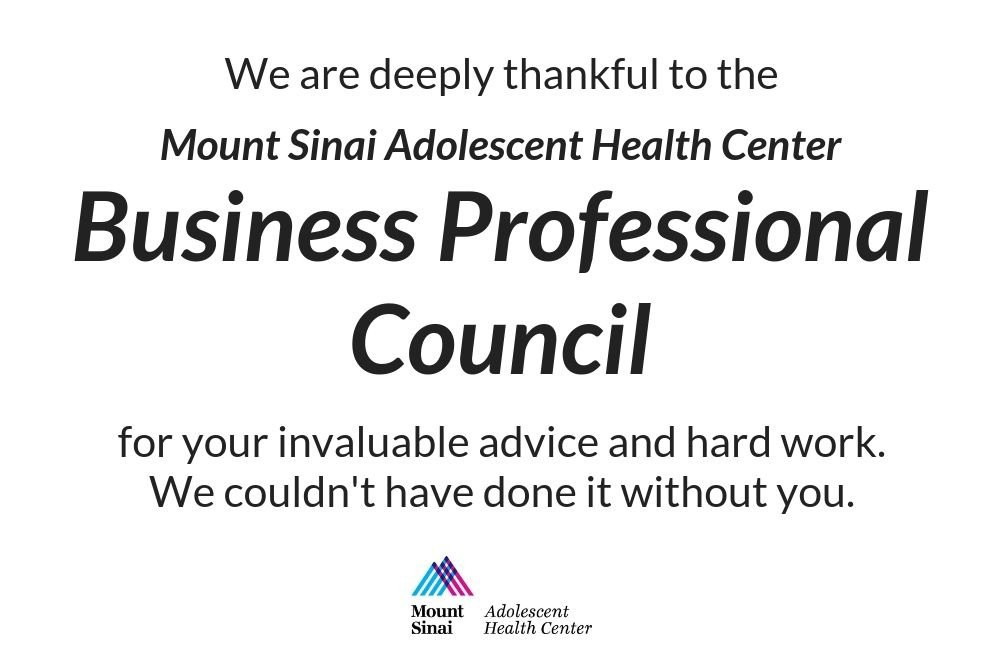 We are deeply thankful to the
Mount Sinai Adolescent Health Center
Business Professional
Council
for your invaluable advice and hard work.
We couldn't have done it without you.
Mount
Sinai
Adolescent
Health Center